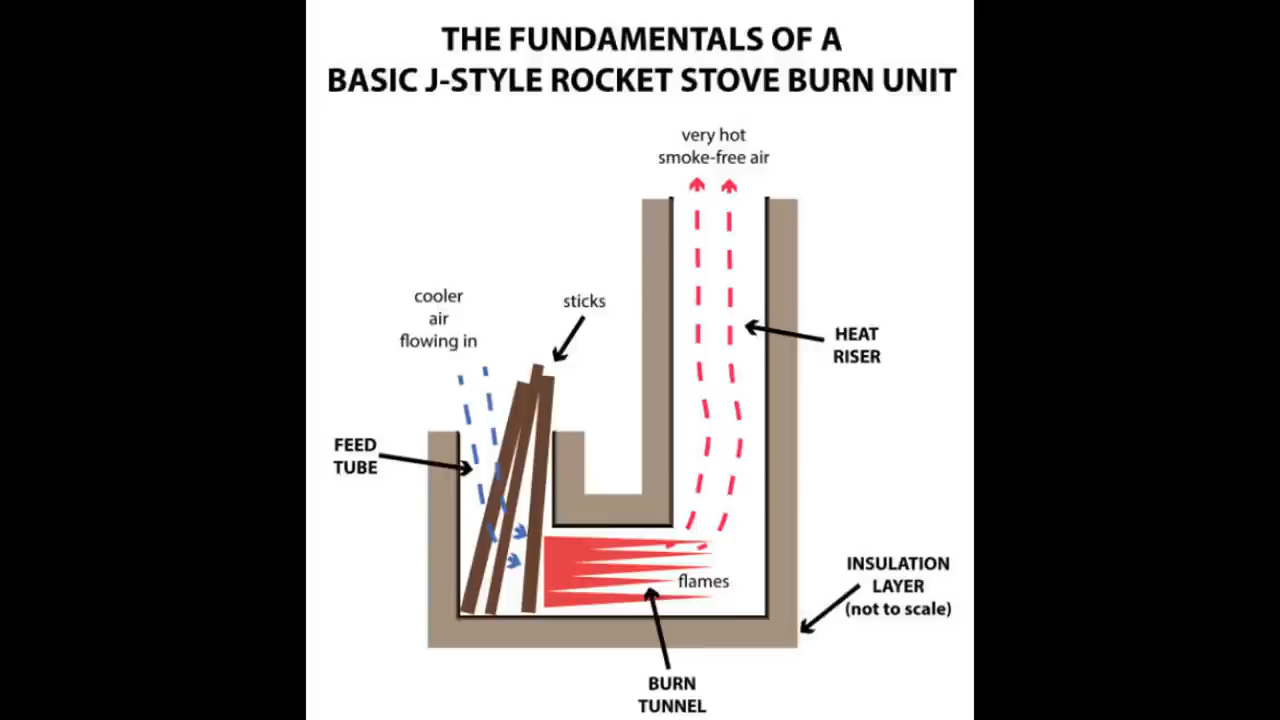 THE FUNDAMENTALS OF A
BASIC J-STYLE ROCKET STOVE BURN UNIT
very hot
smoke-free air
cooler
air
flowing in
sticks
HEAT
RISER
FEED
TUBE
flames
INSULATION
LAYER
(not to scale)
BURN
TUNNEL